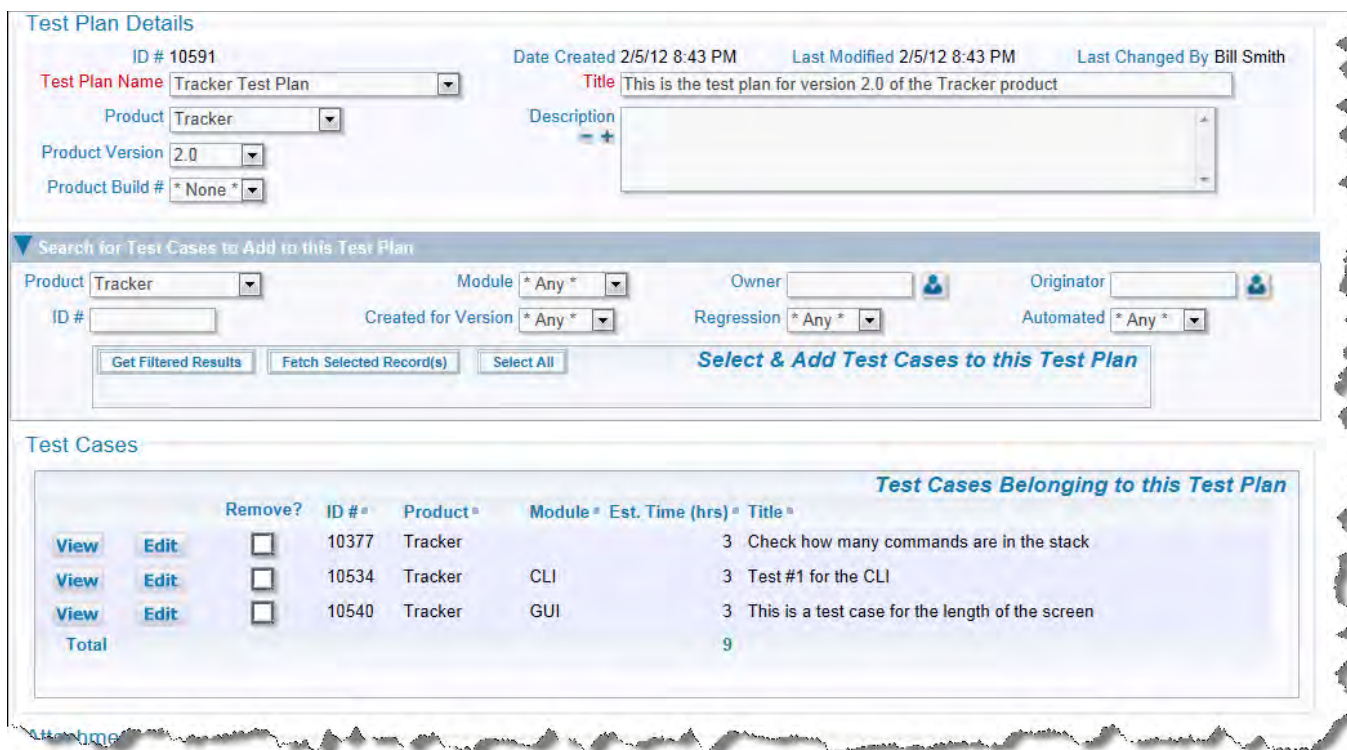 Test Plan Details
ID # 10591 Date Created 2/5/12 8:43 PM Last Modified 2/5/12 8:43 PM Last Changed By Bill Smith
Test Plan Name Tracker Test Plan Title This is the test plan for version 2.0 of the Tracker product
Product Tracker Description
Product Version 2.0
Product Build # * None *
Search for Test Cases to Add to this Test Plan
Product Tracker Module * Any * Owner Originator
ID # Created for Version * Any * Regression * Any * Automated * Any *
Get Filtered Results Fetch Selected Record(s) Select All Select & Add Test Cases to this Test Plan
Test Cases
Test Cases Belonging to this Test Plan
Remove? ID # Product Module Est. Time (hrs) Title
View Edit 10377 Tracker 3 Check how many commands are in the stack
View Edit 10534 Tracker CLI 3 Test #1 for the CLI
View Edit 10540 Tracker GUI 3 This is a test case for the length of the screen
Total 9